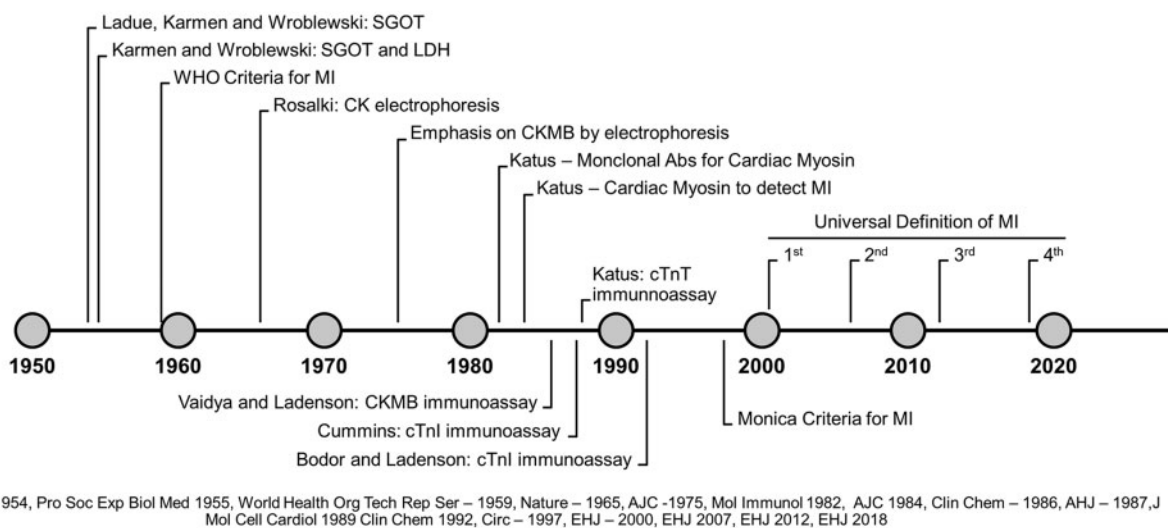 Ladue, Karmen and Wroblewski: SGOT
Karmen and Wroblewski: SGOT and LDH
WHO Criteria for MI
Rosalki: CK electrophoresis
Emphasis on CKMB by electrophoresis
Katus – Monclonal Abs for Cardiac Myosin
Katus – Cardiac Myosin to detect MI
Universal Definition of MI
1st 2nd 3rd 4th
Katus: cTnT
immunnoassay
1950 1960 1970 1980 1990 2000 2010 2020
Vaidya and Ladenson: CKMB immunoassay
Monica Criteria for MI
Cummins: cTnI immunoassay
Bodor and Ladenson: cTnI immunoassay
954, Pro Soc Exp Biol Med 1955, World Health Org Tech Rep Ser – 1959, Nature – 1965, AJC -1975, Mol Immunol 1982, AJC 1984, Clin Chem – 1986, AHJ – 1987,J
Mol Cell Cardiol 1989 Clin Chem 1992, Circ – 1997, EHJ – 2000, EHJ 2007, EHJ 2012, EHJ 2018